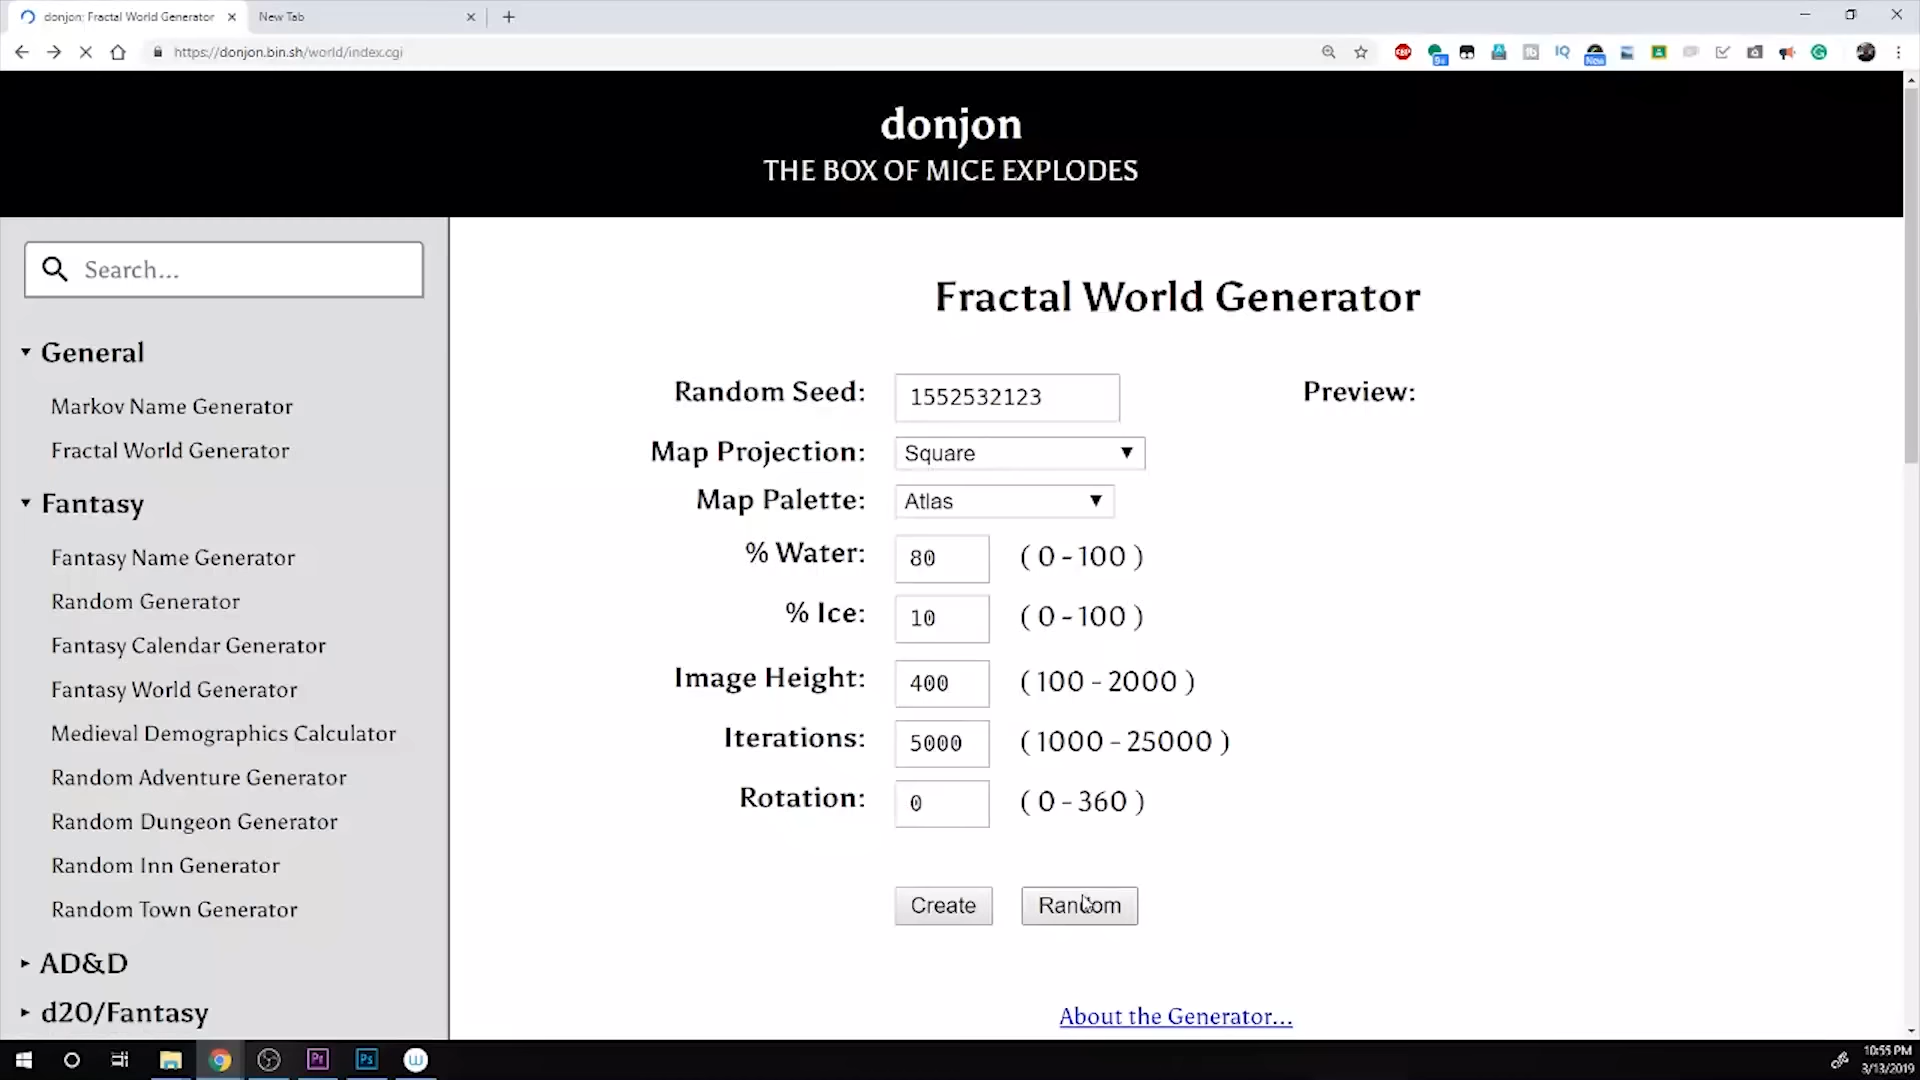 donjon; Fractal World Generator
New Tab
https://donjon.bin.sh/world/index.cgi
donjon
THE BOX OF MICE EXPLODES
Search...
General
Markov Name Generator
Fractal World Generator
Fantasy
Fantasy Name Generator
Random Generator
Fantasy Calendar Generator
Fantasy World Generator
Medieval Demographics Calculator
Random Adventure Generator
Random Dungeon Generator
Random Inn Generator
Random Town Generator
AD&D
d20/Fantasy
Fractal World Generator
Random Seed: 1552532123
Preview:
Map Projection: Square
Map Palette: Atlas
% Water: 80 ( 0 - 100 )
% Ice: 10 ( 0 - 100 )
Image Height: 400 ( 100 - 2000 )
Iterations: 5000 ( 1000 - 25000 )
Rotation: 0 ( 0 - 360 )
Create Random
About the Generator...
ABP
IQ
New
Pr
Ps
10:55 PM
3/13/2019